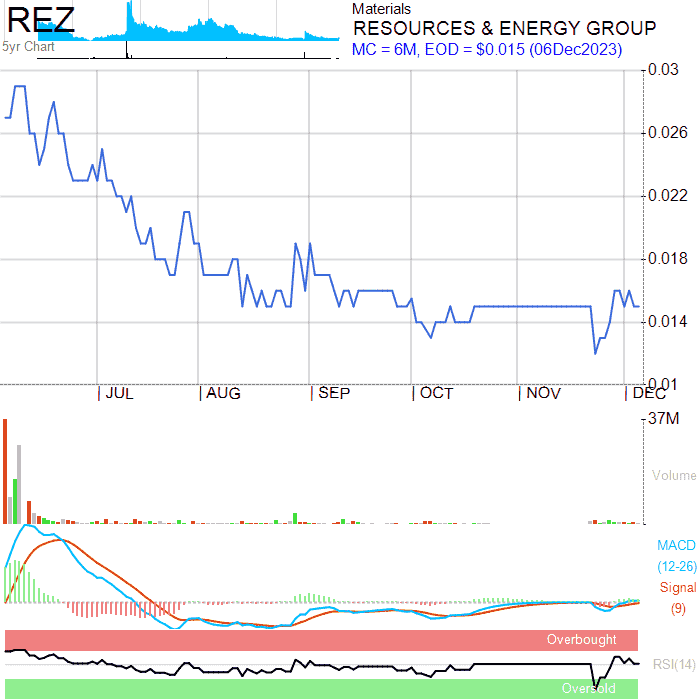 REZ
5yr Chart
Materials
RESOURCES & ENERGY GROUP
MC = 6M, EOD = $0.015 (06Dec2023)
0.03
0.026
0.022
0.018
0.014
0.01
JUL AUG SEP OCT NOV DEC
37M
Volume
MACD
(12-26)
Signal
(9)
Overbought
RSI(14)
Oversold